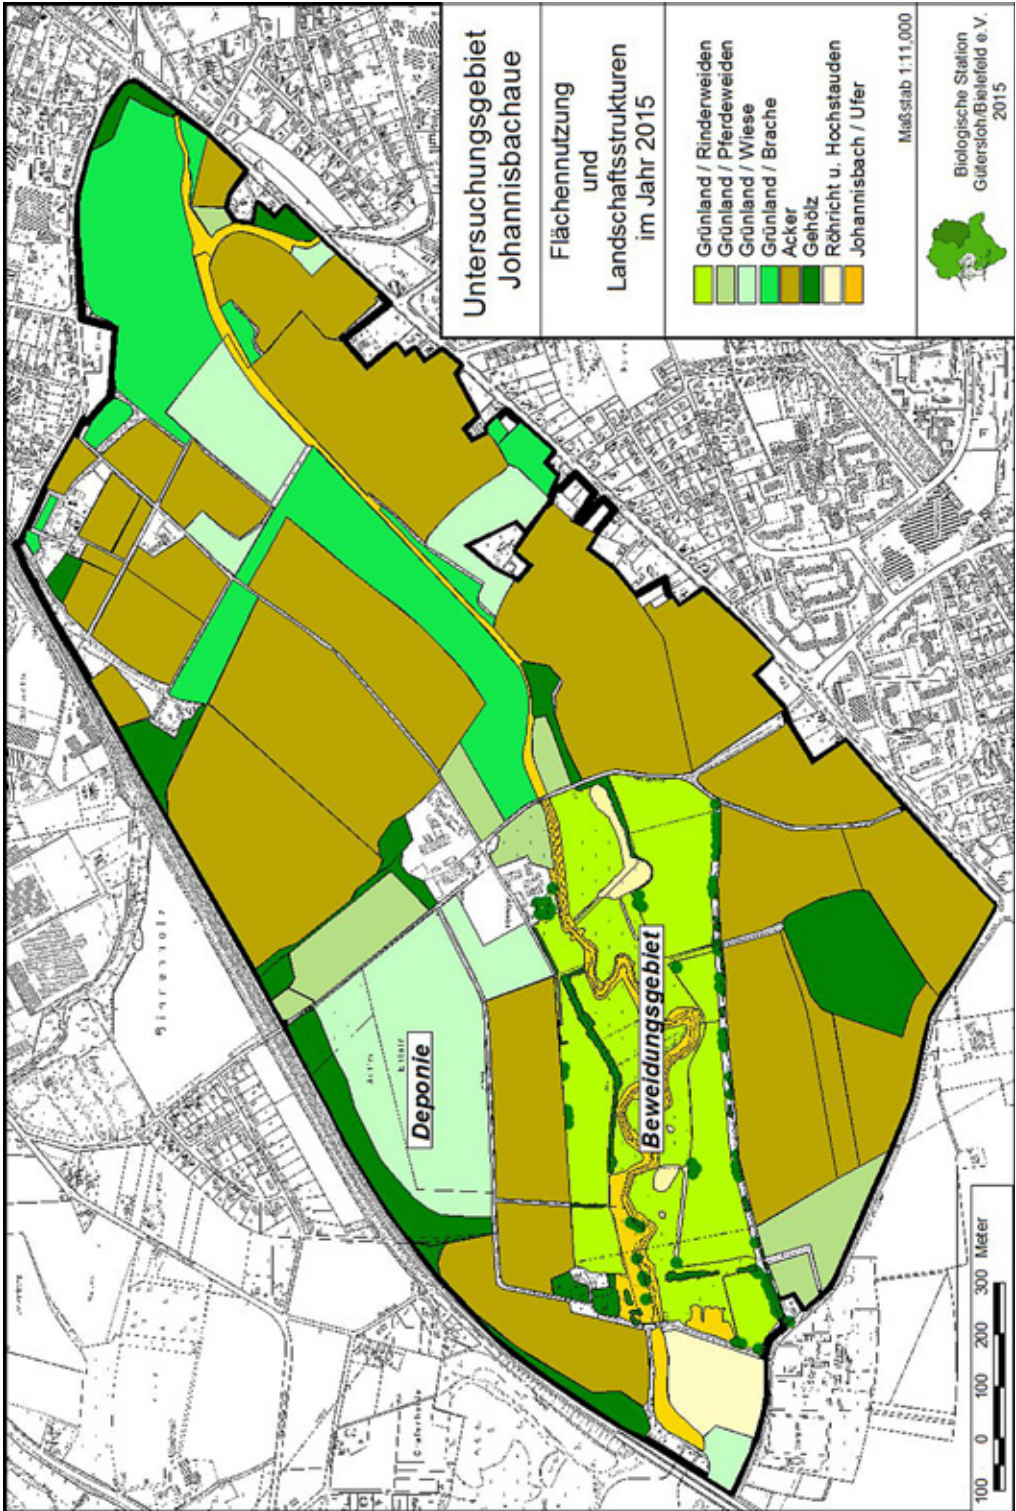 Untersuchungsgebiet
Johannisbachaue
Flächennutzung
und
Landschaftsstrukturen
im Jahr 2015
Grünland / Rinderweiden
Grünland / Pferdeweiden
Grünland / Wiese
Grünland / Brache
Acker
Gehölz
Röhricht u. Hochstauden
Johannisbach / Ufer
Maßstab 1:11,000
Biologische Station
Gütersloh/Bielefeld e.V.
2015
Deponie
Beweidungsgebiet
100 0 100 200 300 Meter